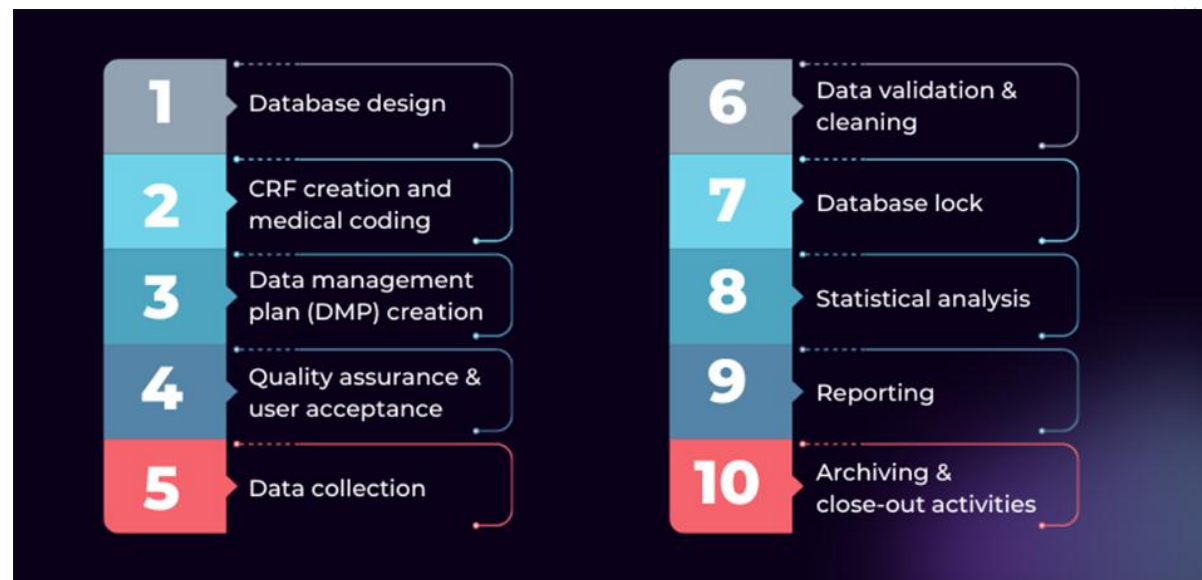 1
Database design
2
CRF creation and
medical coding
3
Data management
plan (DMP) creation
4
Quality assurance &
user acceptance
5
Data collection
6
Data validation &
cleaning
7
Database lock
8
Statistical analysis
9
Reporting
10
Archiving &
close-out activities